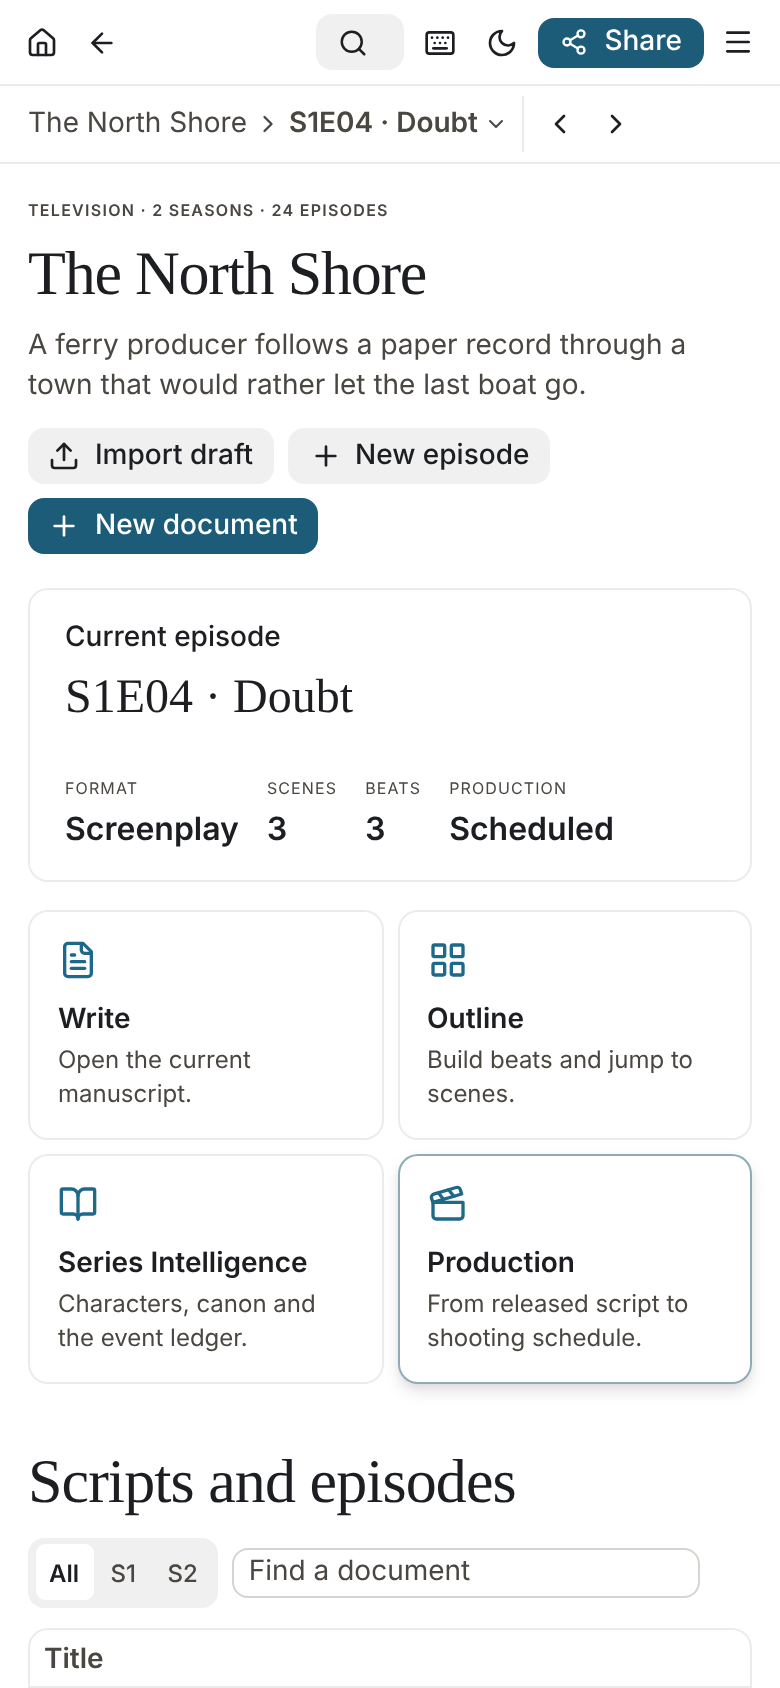 Share
The North Shore > S1E04 · Doubt
TELEVISION · 2 SEASONS · 24 EPISODES
The North Shore
A ferry producer follows a paper record through a
town that would rather let the last boat go.
Import draft
New episode
New document
Current episode
S1E04 · Doubt
FORMAT SCENES BEATS PRODUCTION
Screenplay 3 3 Scheduled
Write
Open the current
manuscript.
Outline
Build beats and jump to
scenes.
Series Intelligence
Characters, canon and
the event ledger.
Production
From released script to
shooting schedule.
Scripts and episodes
All S1 S2
Find a document
Title